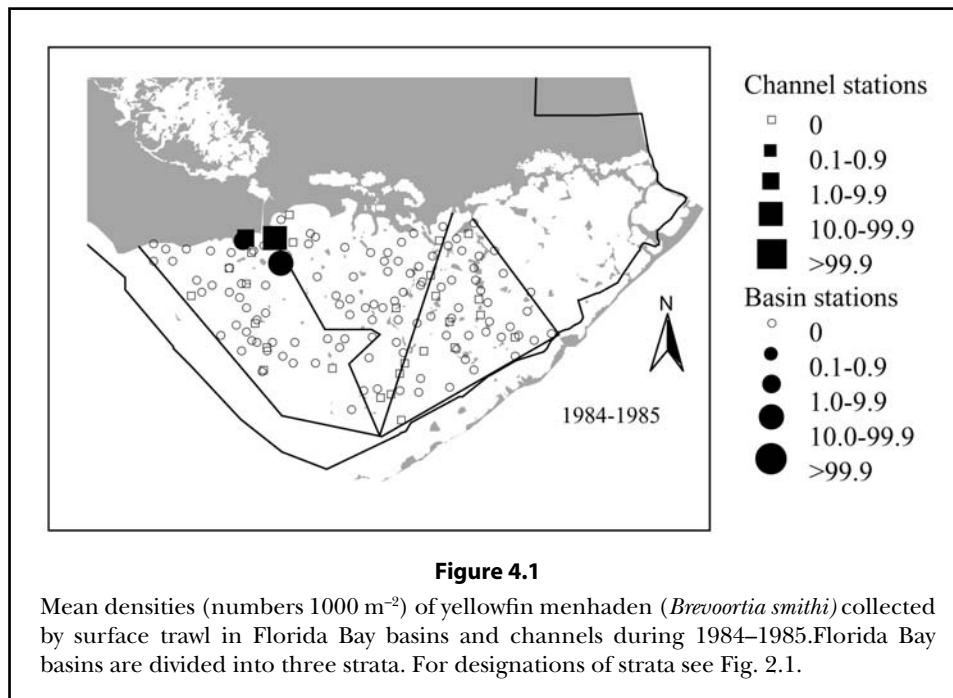 Channel stations
0
0.1-0.9
1.0-9.9
10.0-99.9
>99.9
Basin stations
0
0.1-0.9
1.0-9.9
10.0-99.9
>99.9
N
1984-1985
Figure 4.1
Mean densities (numbers 1000 m⁻²) of yellowfin menhaden (Brevoortia smithi) collected
by surface trawl in Florida Bay basins and channels during 1984–1985.Florida Bay
basins are divided into three strata. For designations of strata see Fig. 2.1.